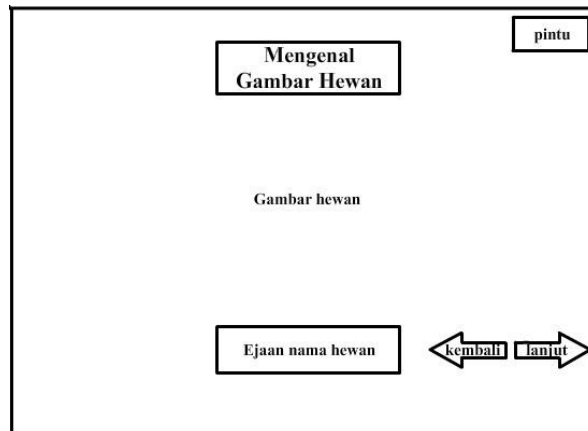 pintu
Mengenal
Gambar Hewan
Gambar hewan
Ejaan nama hewan
kembali
lanjut